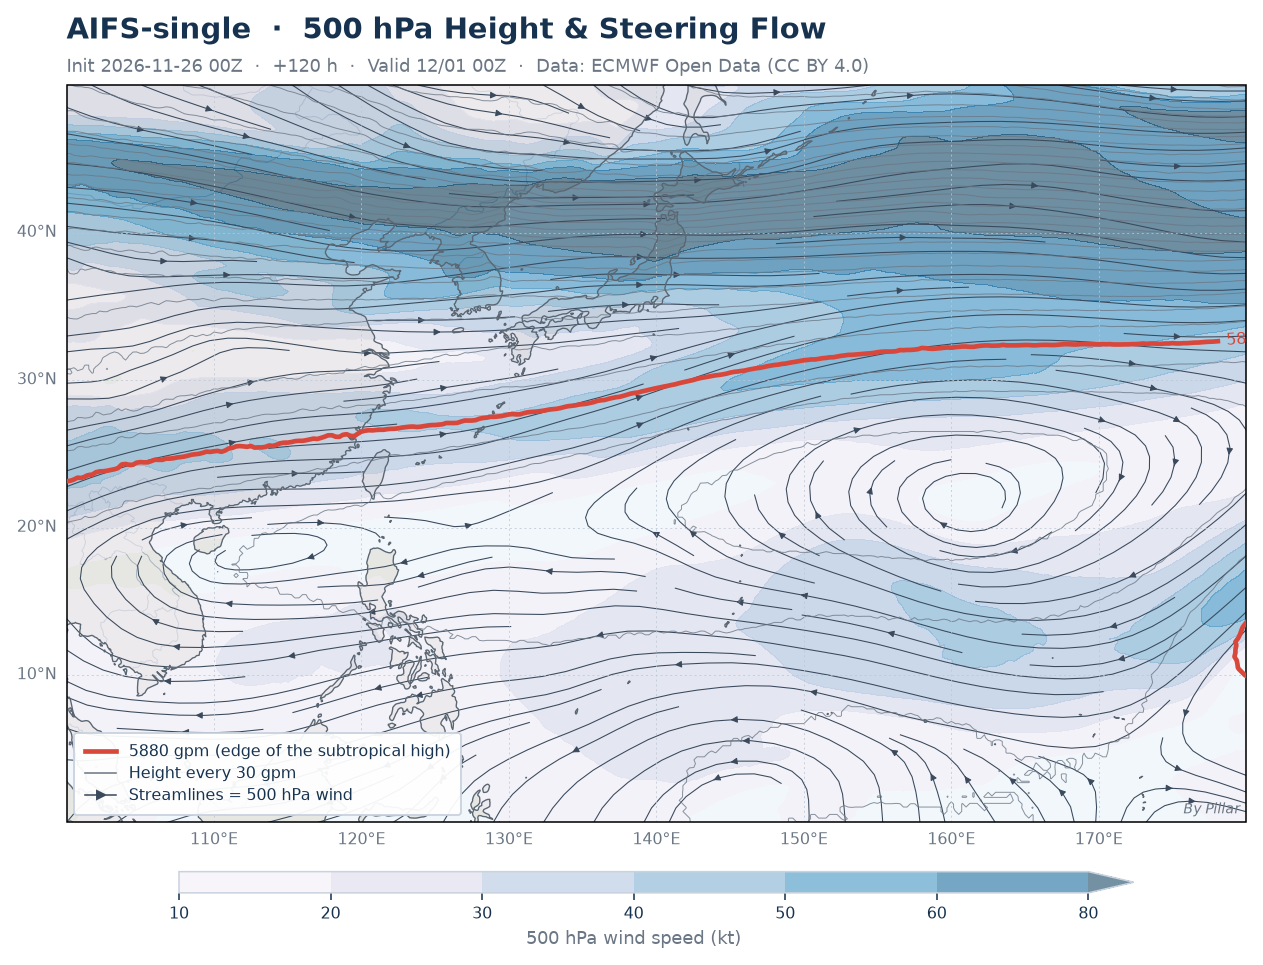 AIFS-single · 500 hPa Height & Steering Flow
Init 2026-11-26 00Z · +120 h · Valid 12/01 00Z · Data: ECMWF Open Data (CC BY 4.0)
40°N
30°N
20°N
10°N
58
5880 gpm (edge of the subtropical high)
Height every 30 gpm
Streamlines = 500 hPa wind
By Pillar
110°E 120°E 130°E 140°E 150°E 160°E 170°E
10 20 30 40 50 60 80
500 hPa wind speed (kt)